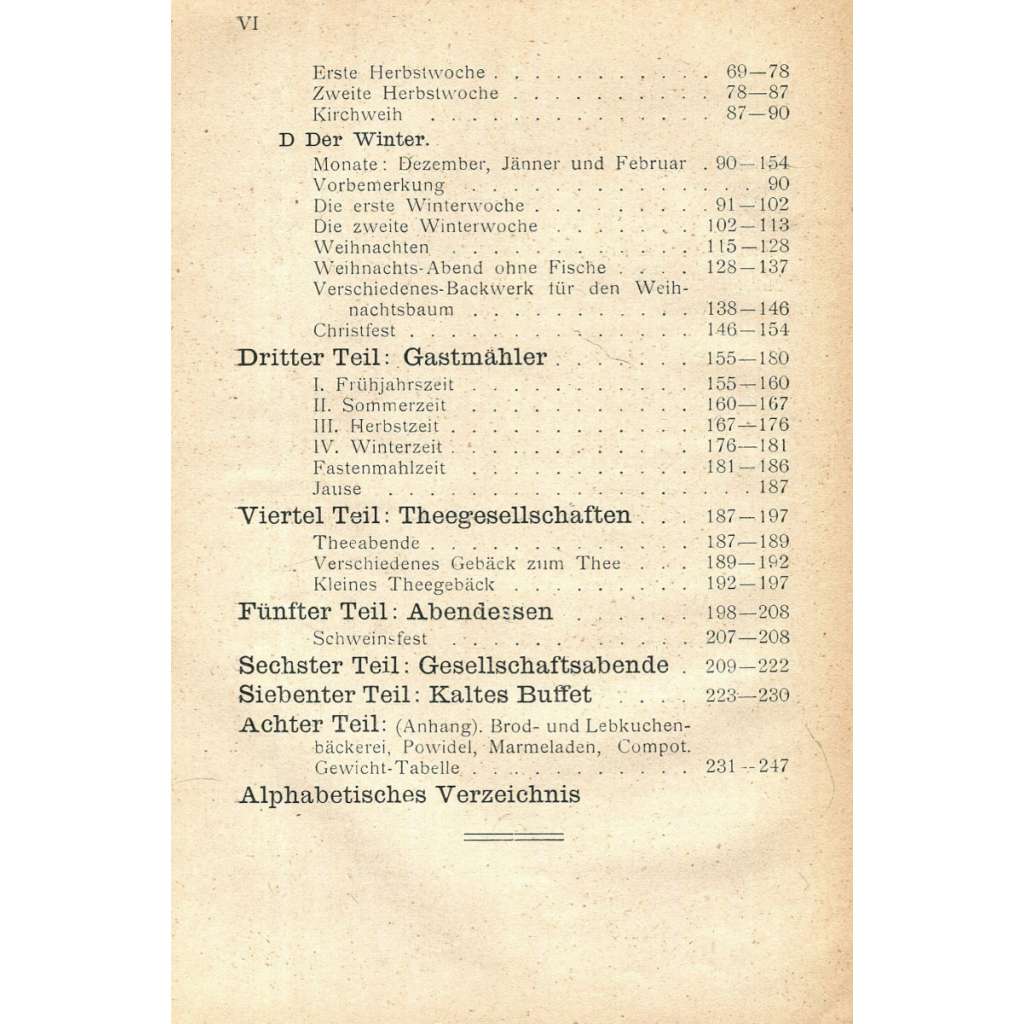 VI
Erste Herbstwoche . . . . . . . . . . . 69—78
Zweite Herbstwoche . . . . . . . . . . 78—87
Kirchweih . . . . . . . . . . . . . . 87—90
D Der Winter.
Monate: Dezember, Jänner und Februar . 90—154
Vorbemerkung . . . . . . . . . . . . . . 90
Die erste Winterwoche . . . . . . . . . 91—102
Die zweite Winterwoche . . . . . . . 102—113
Weihnachten . . . . . . . . . . . . 115—128
Weihnachts-Abend ohne Fische . . . . 128—137
Verschiedenes-Backwerk für den Weih-
nachtsbaum . . . . . . . . . . . 138—146
Christfest . . . . . . . . . . . . . . 146—154
Dritter Teil: Gastmähler . . . . . . . 155—180
I. Frühjahrszeit . . . . . . . . . . . 155—160
II. Sommerzeit . . . . . . . . . . . 160—167
III. Herbstzeit . . . . . . . . . . . . 167—176
IV. Winterzeit . . . . . . . . . . . . 176—181
Fastenmahlzeit . . . . . . . . . . . 181—186
Jause . . . . . . . . . . . . . . . . . . 187
Viertel Teil: Theegesellschaften . . . 187—197
Theeabende . . . . . . . . . . . . . 187—189
Verschiedenes Gebäck zum Thee . . . 189—192
Kleines Theegebäck . . . . . . . . . . 192—197
Fünfter Teil: Abendessen . . . . . . 198—208
Schweinsfest . . . . . . . . . . . . 207—208
Sechster Teil: Gesellschaftsabende . 209—222
Siebenter Teil: Kaltes Buffet . . . . 223—230
Achter Teil: (Anhang). Brod- und Lebkuchen-
bäckerei, Powidel, Marmeladen, Compot.
Gewicht-Tabelle . . . . . . . . . . . 231—247
Alphabetisches Verzeichnis